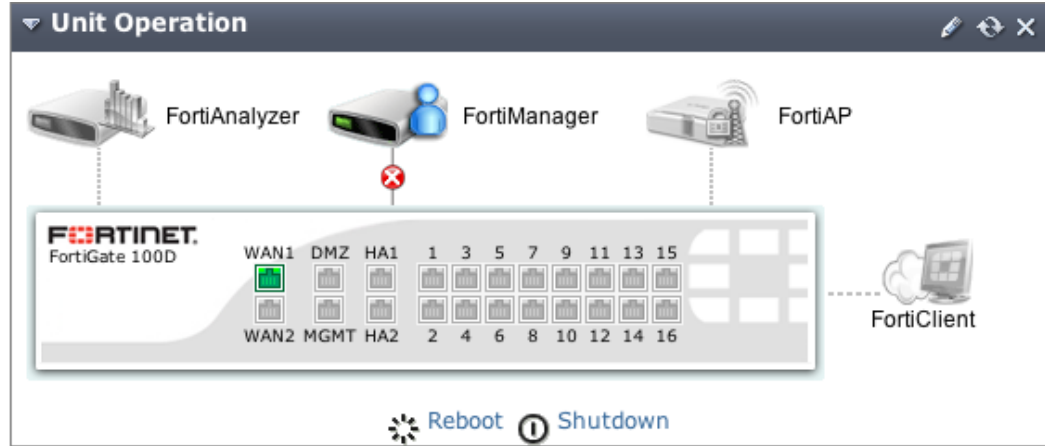 Unit Operation
FortiAnalyzer
FortiManager
FortiAP
FORTINET.
FortiGate 100D
WAN1 DMZ HA1 1 3 5 7 9 11 13 15
WAN2 MGMT HA2 2 4 6 8 10 12 14 16
FortiClient
Reboot Shutdown